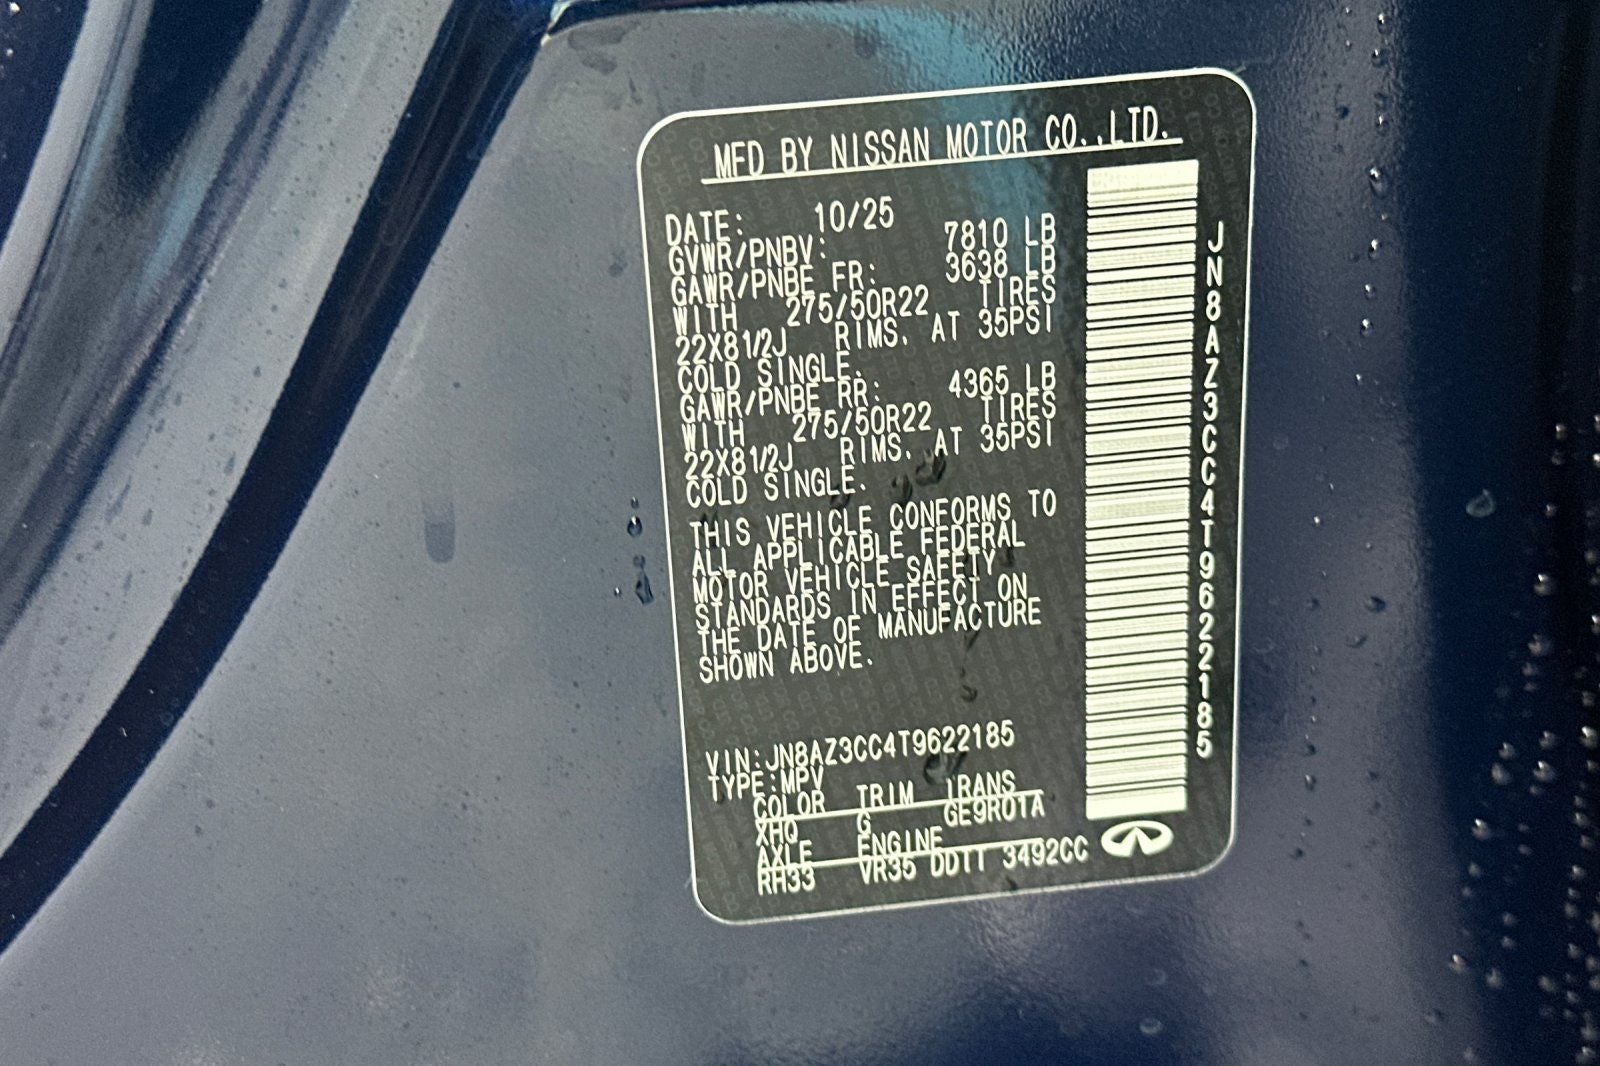 MFD BY NISSAN MOTOR CO.,LTD.
DATE: 10/25
GVWR/PNBV: 7810 LB
GAWR/PNBE FR: 3638 LB
WITH 275/50R22 TIRES
22X81/2J RIMS, AT 35PSI
COLD SINGLE.
GAWR/PNBE RR: 4365 LB
WITH 275/50R22 TIRES
22X81/2J RIMS, AT 35PSI
COLD SINGLE.
THIS VEHICLE CONFORMS TO
ALL APPLICABLE FEDERAL
MOTOR VEHICLE SAFETY
STANDARDS IN EFFECT ON
THE DATE OF MANUFACTURE
SHOWN ABOVE.
VIN:JN8AZ3CC4T9622185
TYPE:MPV
COLOR TRIM TRANS
XHQ G GE9R01A
AXLE ENGINE
RH33 VR35 DDTT 3492CC
JN8AZ3CC4T9622185